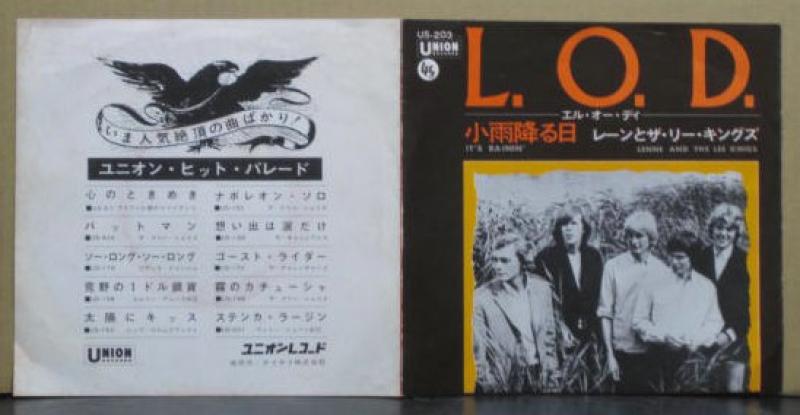 いま人気絶頂の曲ばかり!
ユニオン・ヒット・パレード
心のときめき
ナポレオン・ソロ
バットマン
想い出は涙だけ
ソー・ロング・ソー・ロング
ゴースト・ライダー
荒野の1ドル銀貨
霧のカチューシャ
太陽にキッス
ステンカ・ラージン
UNION
ユニオンレコード
US-203
UNION
45
L. O. D.
エル・オー・ディ
小雨降る日
レーンとザ・リー・キングズ
IT'S RAININ'
LENNE AND THE LEE KINGS